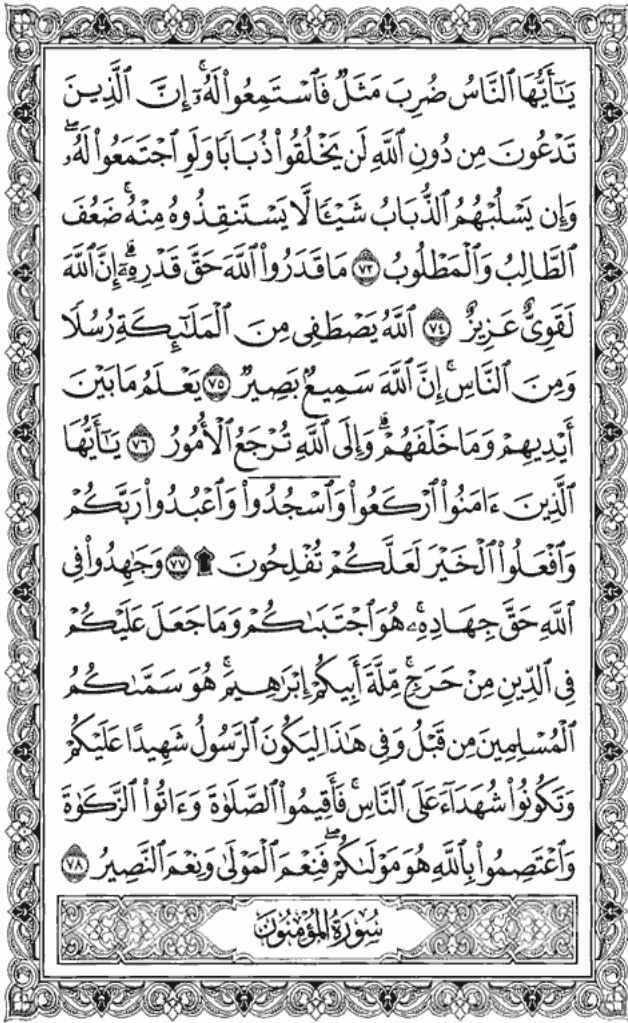 يَـٰٓأَيُّهَا ٱلنَّاسُ ضُرِبَ مَثَلٌ فَٱسْتَمِعُوا۟ لَهُۥٓ ۚ إِنَّ ٱلَّذِينَ
تَدْعُونَ مِن دُونِ ٱللَّهِ لَن يَخْلُقُوا۟ ذُبَابًا وَلَوِ ٱجْتَمَعُوا۟ لَهُۥ ۖ
وَإِن يَسْلُبْهُمُ ٱلذُّبَابُ شَيْـًٔا لَّا يَسْتَنقِذُوهُ مِنْهُ ۚ ضَعُفَ
ٱلطَّالِبُ وَٱلْمَطْلُوبُ ٧٣ مَا قَدَرُوا۟ ٱللَّهَ حَقَّ قَدْرِهِۦٓ ۗ إِنَّ ٱللَّهَ
لَقَوِىٌّ عَزِيزٌ ٧٤ ٱللَّهُ يَصْطَفِى مِنَ ٱلْمَلَـٰٓئِكَةِ رُسُلًا
وَمِنَ ٱلنَّاسِ ۚ إِنَّ ٱللَّهَ سَمِيعٌۢ بَصِيرٌ ٧٥ يَعْلَمُ مَا بَيْنَ
أَيْدِيهِمْ وَمَا خَلْفَهُمْ ۗ وَإِلَى ٱللَّهِ تُرْجَعُ ٱلْأُمُورُ ٧٦ يَـٰٓأَيُّهَا
ٱلَّذِينَ ءَامَنُوا۟ ٱرْكَعُوا۟ وَٱسْجُدُوا۟ وَٱعْبُدُوا۟ رَبَّكُمْ
وَٱفْعَلُوا۟ ٱلْخَيْرَ لَعَلَّكُمْ تُفْلِحُونَ ۩ ٧٧ وَجَـٰهِدُوا۟ فِى
ٱللَّهِ حَقَّ جِهَادِهِۦ ۚ هُوَ ٱجْتَبَىٰكُمْ وَمَا جَعَلَ عَلَيْكُمْ
فِى ٱلدِّينِ مِنْ حَرَجٍ ۚ مِّلَّةَ أَبِيكُمْ إِبْرَٰهِيمَ ۚ هُوَ سَمَّىٰكُمُ
ٱلْمُسْلِمِينَ مِن قَبْلُ وَفِى هَـٰذَا لِيَكُونَ ٱلرَّسُولُ شَهِيدًا عَلَيْكُمْ
وَتَكُونُوا۟ شُهَدَآءَ عَلَى ٱلنَّاسِ ۚ فَأَقِيمُوا۟ ٱلصَّلَوٰةَ وَءَاتُوا۟ ٱلزَّكَوٰةَ
وَٱعْتَصِمُوا۟ بِٱللَّهِ هُوَ مَوْلَىٰكُمْ ۖ فَنِعْمَ ٱلْمَوْلَىٰ وَنِعْمَ ٱلنَّصِيرُ ٧٨
سُورَةُ المُؤۡمِنُونَ